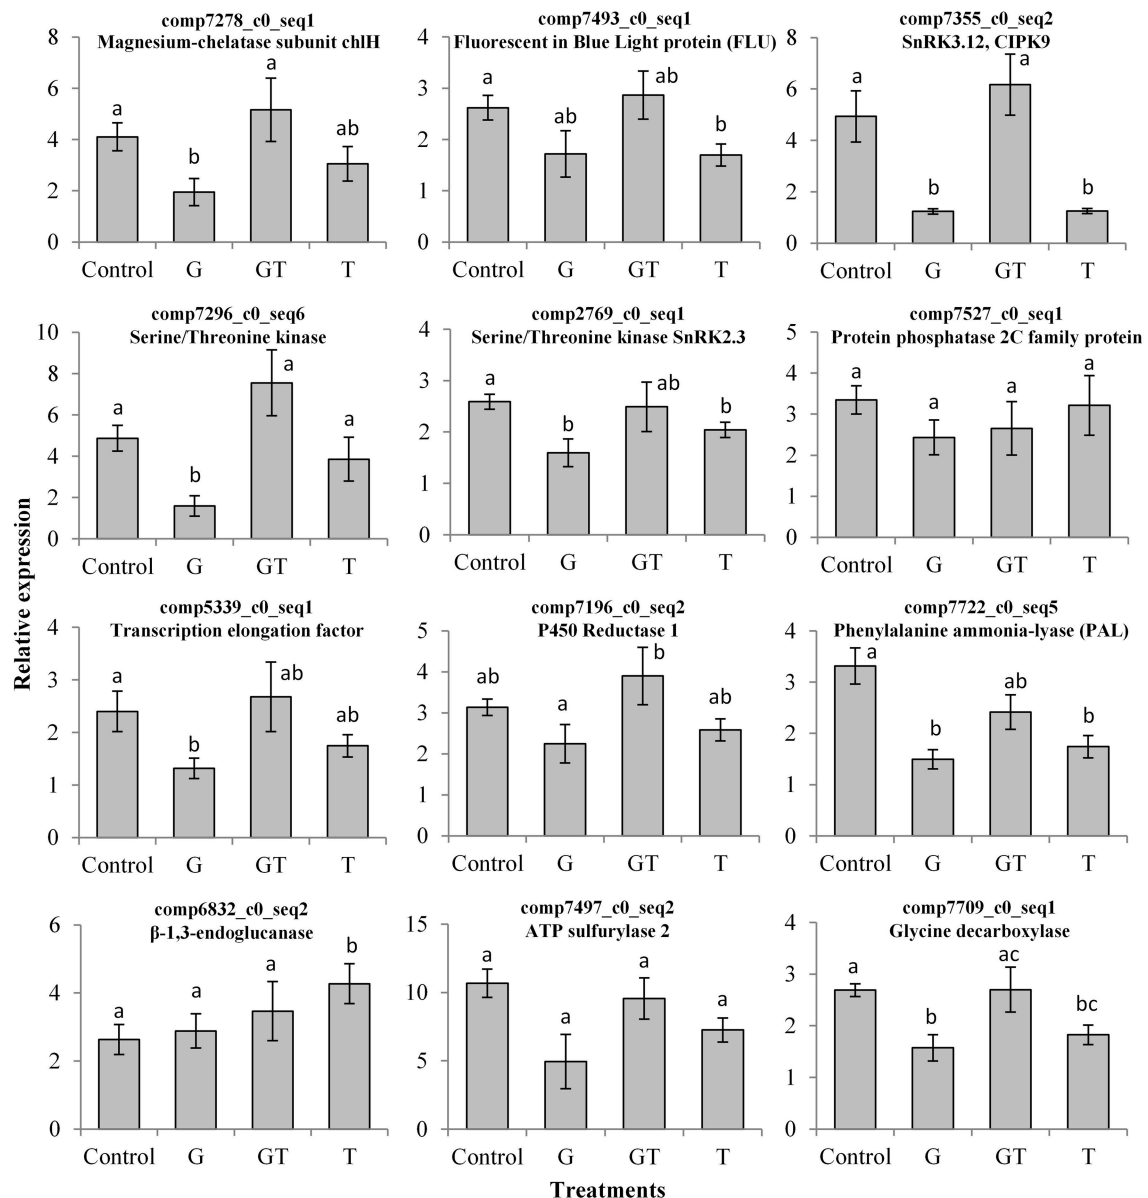 comp7278_c0_seq1
Magnesium-chelatase subunit chlH
8
6
4
2
0
a
b
a
ab
Control G GT T
comp7493_c0_seq1
Fluorescent in Blue Light protein (FLU)
4
3
2
1
0
a
ab
ab
b
Control G GT T
comp7355_c0_seq2
SnRK3.12, CIPK9
8
6
4
2
0
a
b
a
b
Control G GT T
comp7296_c0_seq6
Serine/Threonine kinase
10
8
6
4
2
0
a
b
a
a
Control G GT T
comp2769_c0_seq1
Serine/Threonine kinase SnRK2.3
4
3
2
1
0
a
b
ab
b
Control G GT T
comp7527_c0_seq1
Protein phosphatase 2C family protein
5
4
3
2
1
0
a
a
a
a
Control G GT T
Relative expression
comp5339_c0_seq1
Transcription elongation factor
4
3
2
1
0
a
b
ab
ab
Control G GT T
comp7196_c0_seq2
P450 Reductase 1
5
4
3
2
1
0
ab
a
b
ab
Control G GT T
comp7722_c0_seq5
Phenylalanine ammonia-lyase (PAL)
4
3
2
1
0
a
b
ab
b
Control G GT T
comp6832_c0_seq2
β-1,3-endoglucanase
6
4
2
0
a
a
a
b
Control G GT T
comp7497_c0_seq2
ATP sulfurylase 2
15
10
5
0
a
a
a
a
Control G GT T
comp7709_c0_seq1
Glycine decarboxylase
4
3
2
1
0
a
b
ac
bc
Control G GT T
Treatments